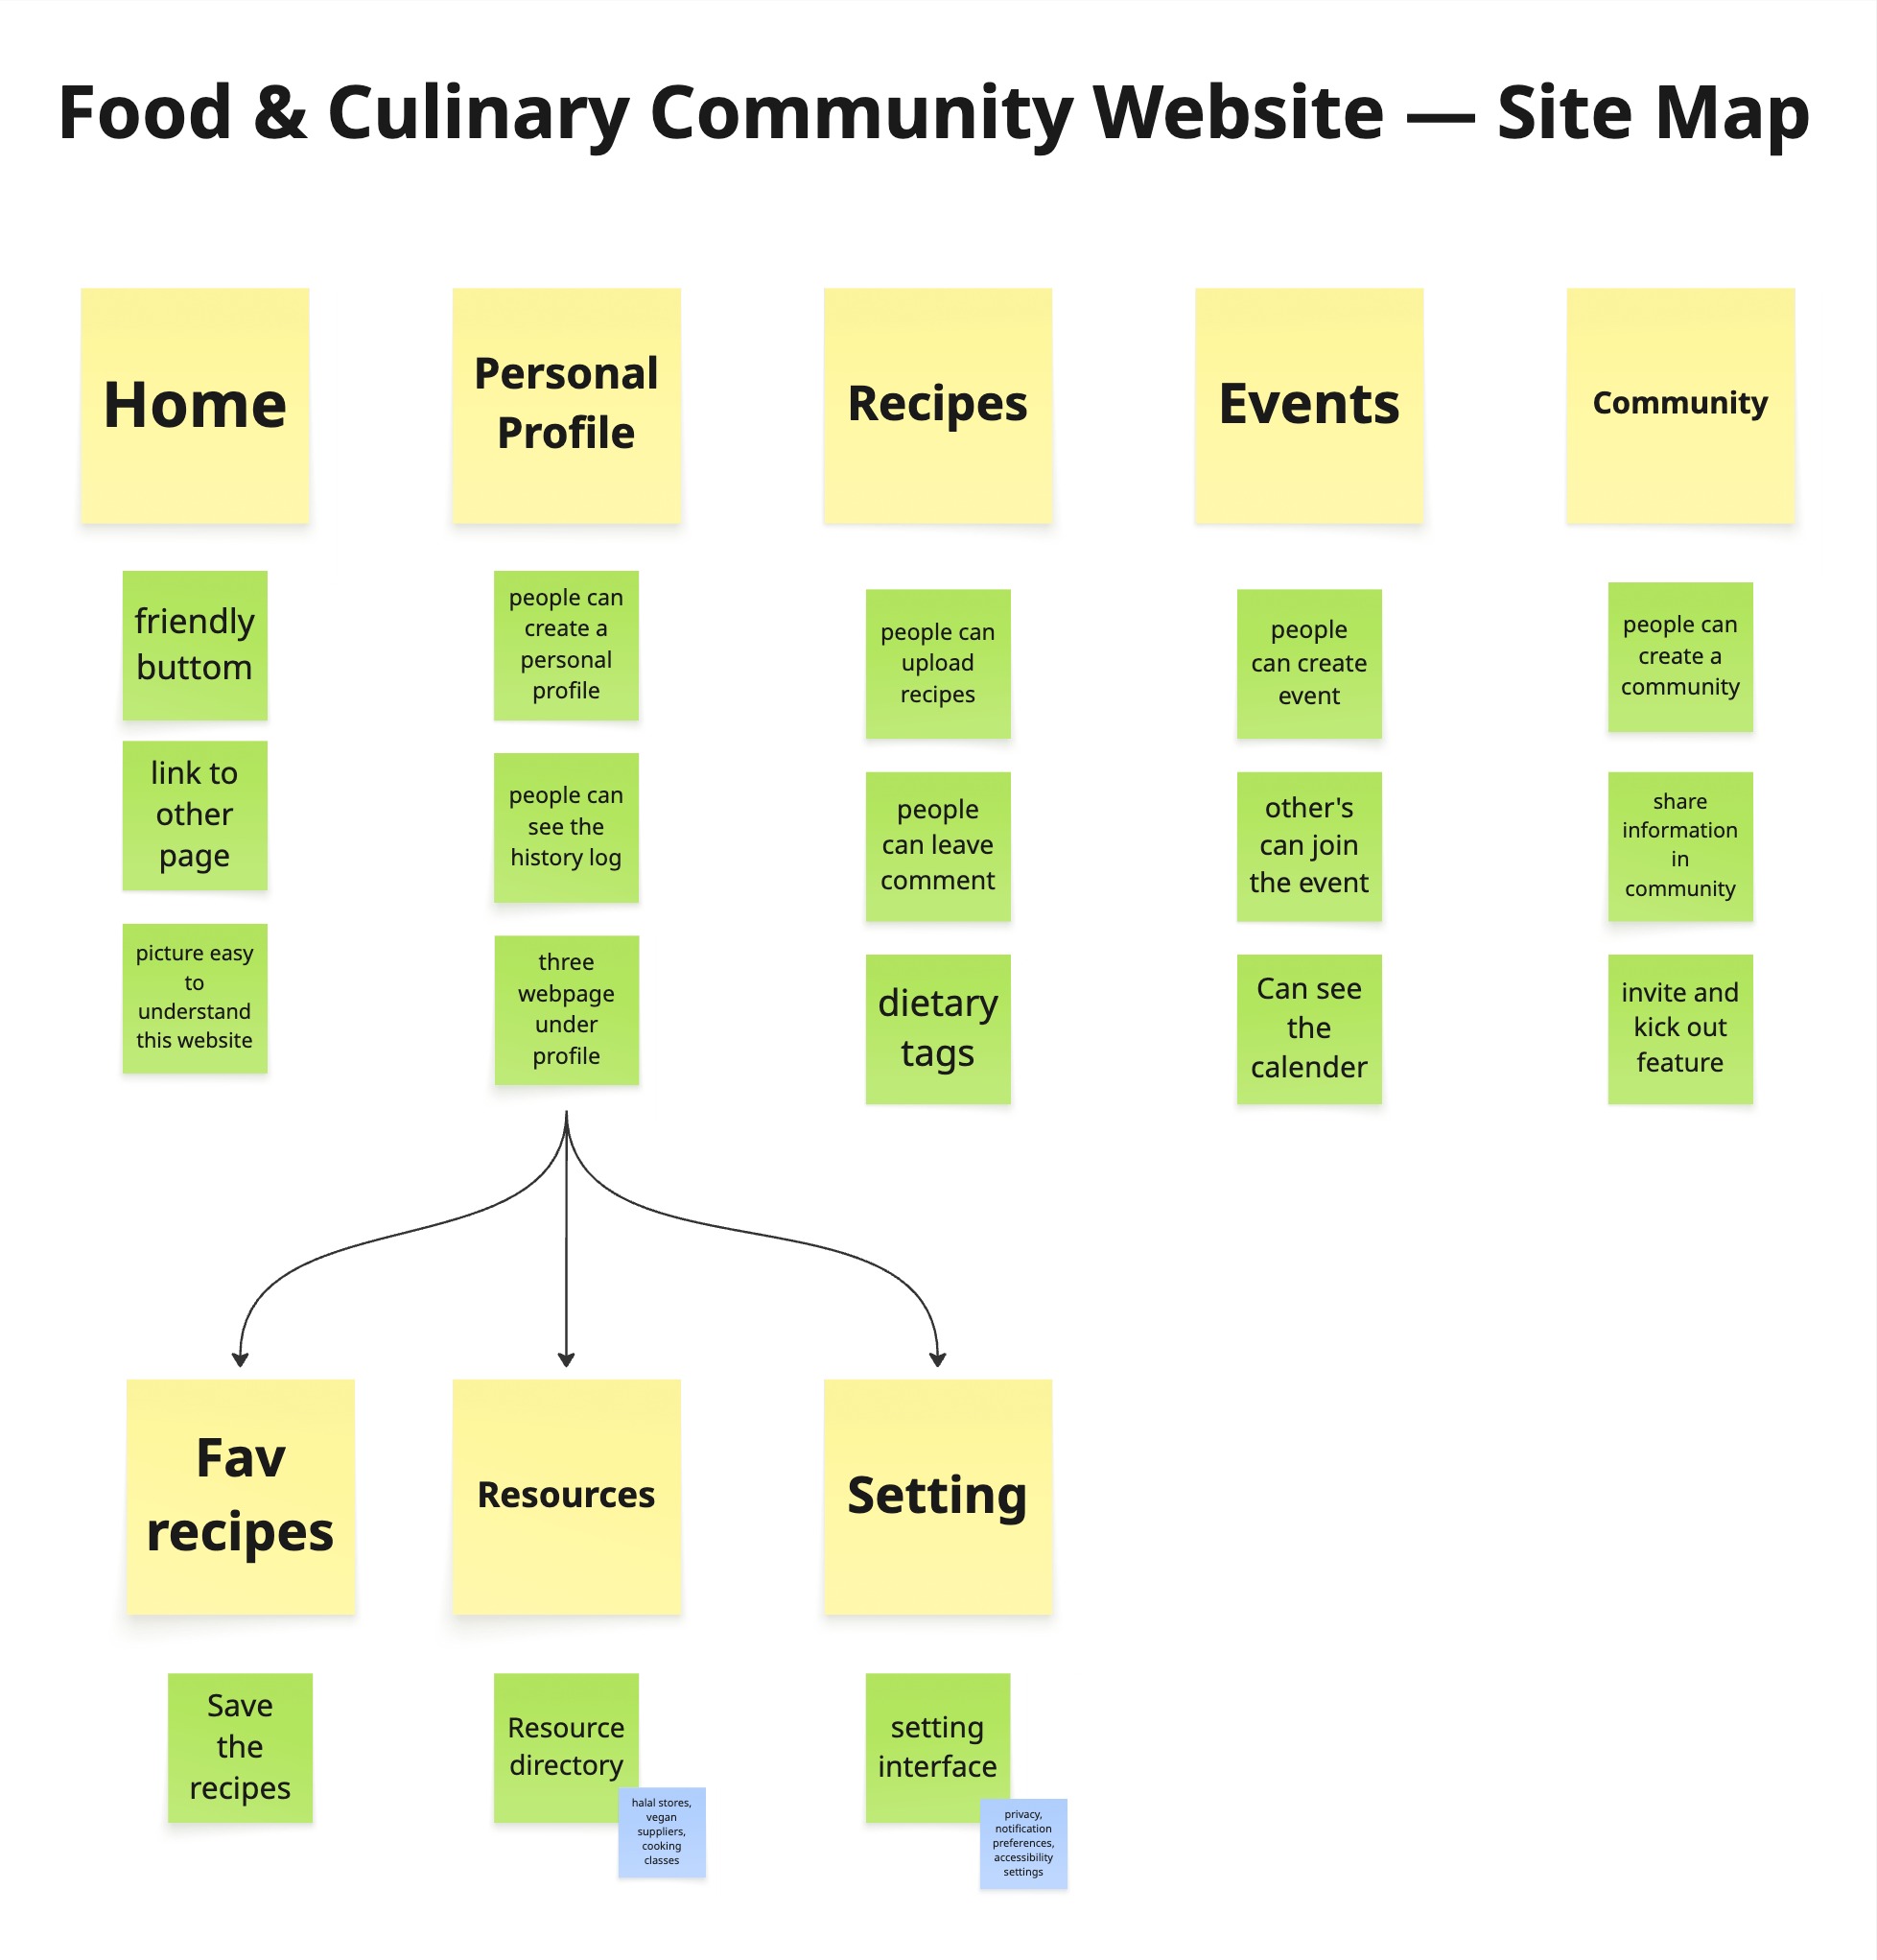 Food & Culinary Community Website — Site Map
Home
Personal
Profile
Recipes
Events
Community
friendly
buttom
link to
other
page
picture easy
to
understand
this website
people can
create a
personal
profile
people can
see the
history log
three
webpage
under
profile
people can
upload
recipes
people
can leave
comment
dietary
tags
people
can create
event
other's
can join
the event
Can see
the
calender
people can
create a
community
share
information
in
community
invite and
kick out
feature
Fav
recipes
Resources
Setting
Save
the
recipes
Resource
directory
halal stores,
vegan
suppliers,
cooking
classes
setting
interface
privacy,
notification
preferences,
accessibility
settings